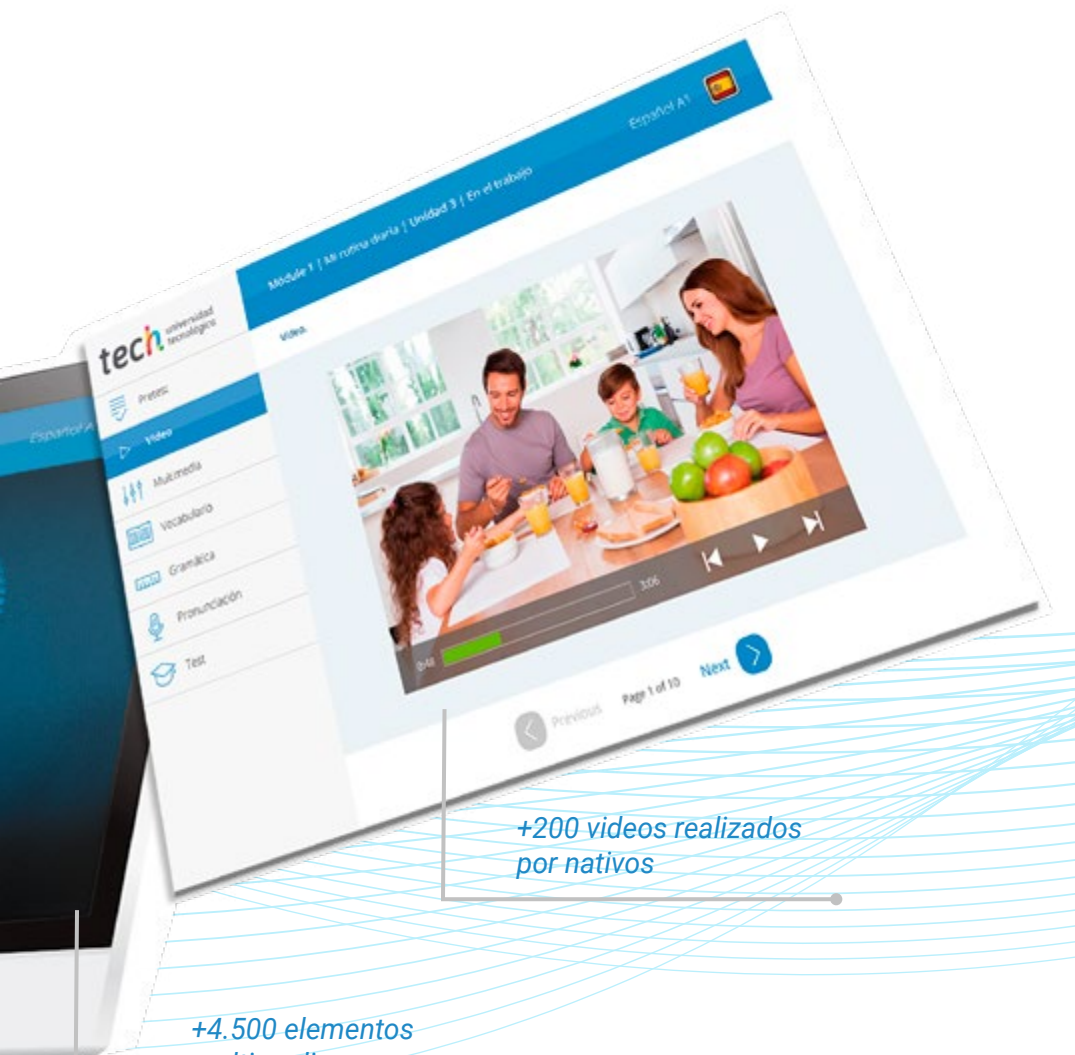 Español A1
Módulo 1 | Mi rutina diaria | Unidad 3 | En el trabajo
tech universidad
tecnológica
Video
Pretest
Video
Multimedia
Vocabulario
Gramática
Pronunciación
Test
Español A
0:48
3:06
Previous
Page 1 of 10
Next
+200 videos realizados
por nativos
+4.500 elementos